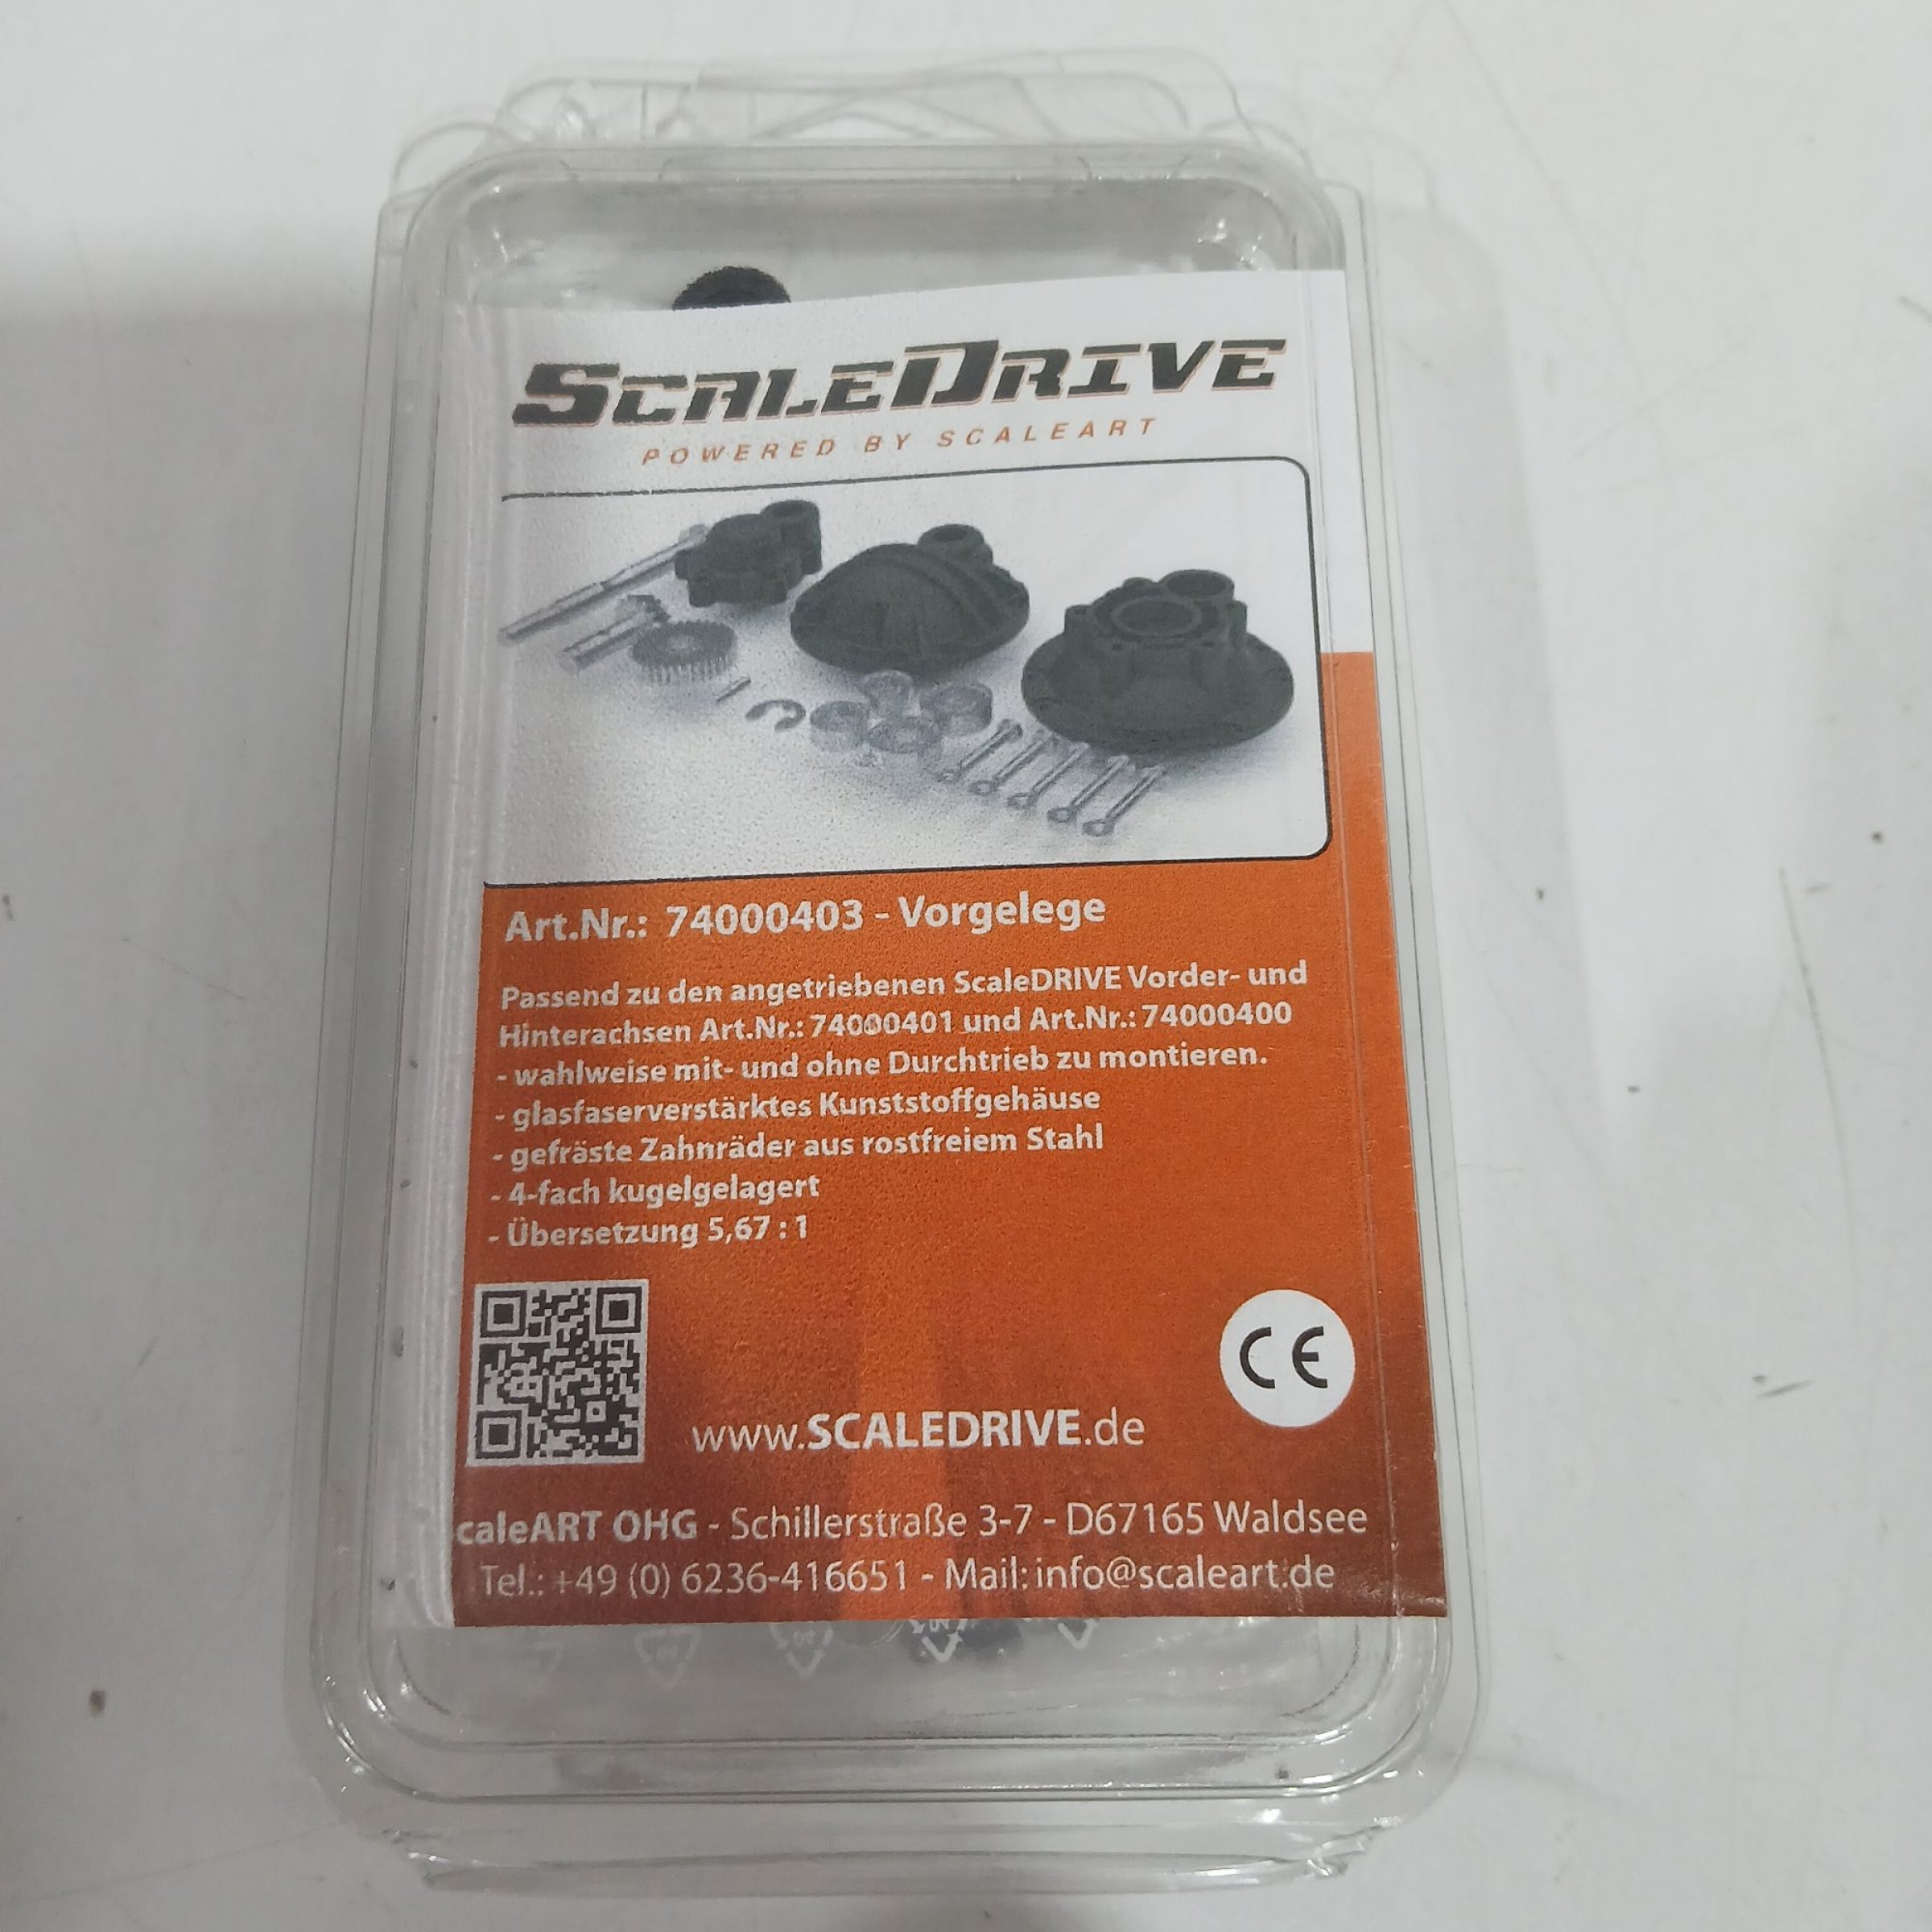 SCALEDRIVE
POWERED BY SCALEART
Art.Nr.: 74000403 - Vorgelege
Passend zu den angetriebenen ScaleDRIVE Vorder- und
Hinterachsen Art.Nr.: 74000401 und Art.Nr.: 74000400
- wahlweise mit- und ohne Durchtrieb zu montieren.
- glasfaserverstärktes Kunststoffgehäuse
- gefräste Zahnräder aus rostfreiem Stahl
- 4-fach kugelgelagert
- Übersetzung 5,67 : 1
CE
www.SCALEDRIVE.de
caleART OHG - Schillerstraße 3-7 - D67165 Waldsee
Tel.: +49 (0) 6236-416651 - Mail: info@scaleart.de